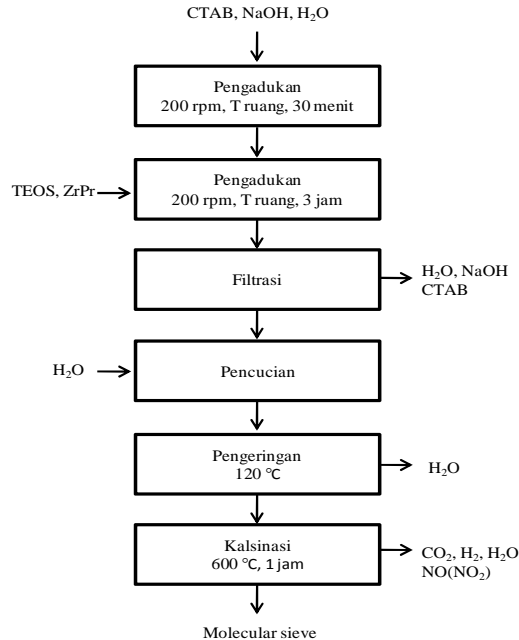 CTAB, NaOH, H₂O
Pengadukan
200 rpm, T ruang, 30 menit
TEOS, ZrPr
Pengadukan
200 rpm, T ruang, 3 jam
Filtrasi
H₂O, NaOH
CTAB
H₂O
Pencucian
Pengeringan
120 °C
H₂O
Kalsinasi
600 °C, 1 jam
CO₂, H₂, H₂O
NO(NO₂)
Molecular sieve